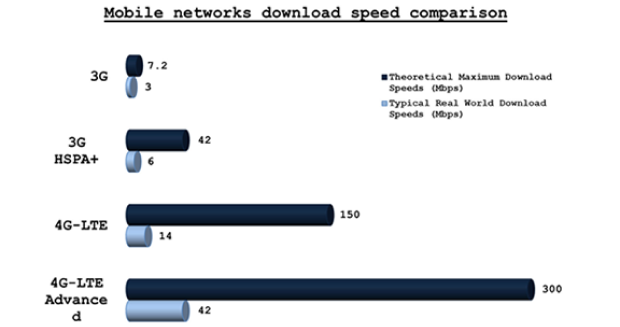 Mobile networks download speed comparison
3G
7.2
3
Theoretical Maximum Download
Speeds (Mbps)
Typical Real World Download
Speeds (Mbps)
3G
HSPA+
42
6
4G-LTE
150
14
4G-LTE
Advance
d
300
42